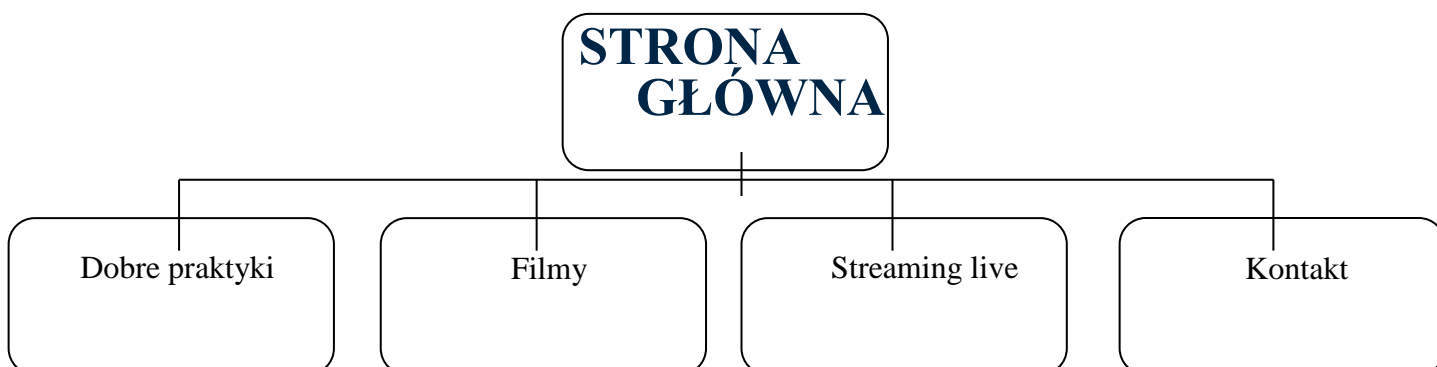 STRONA
GŁÓWNA
Dobre praktyki
Filmy
Streaming live
Kontakt